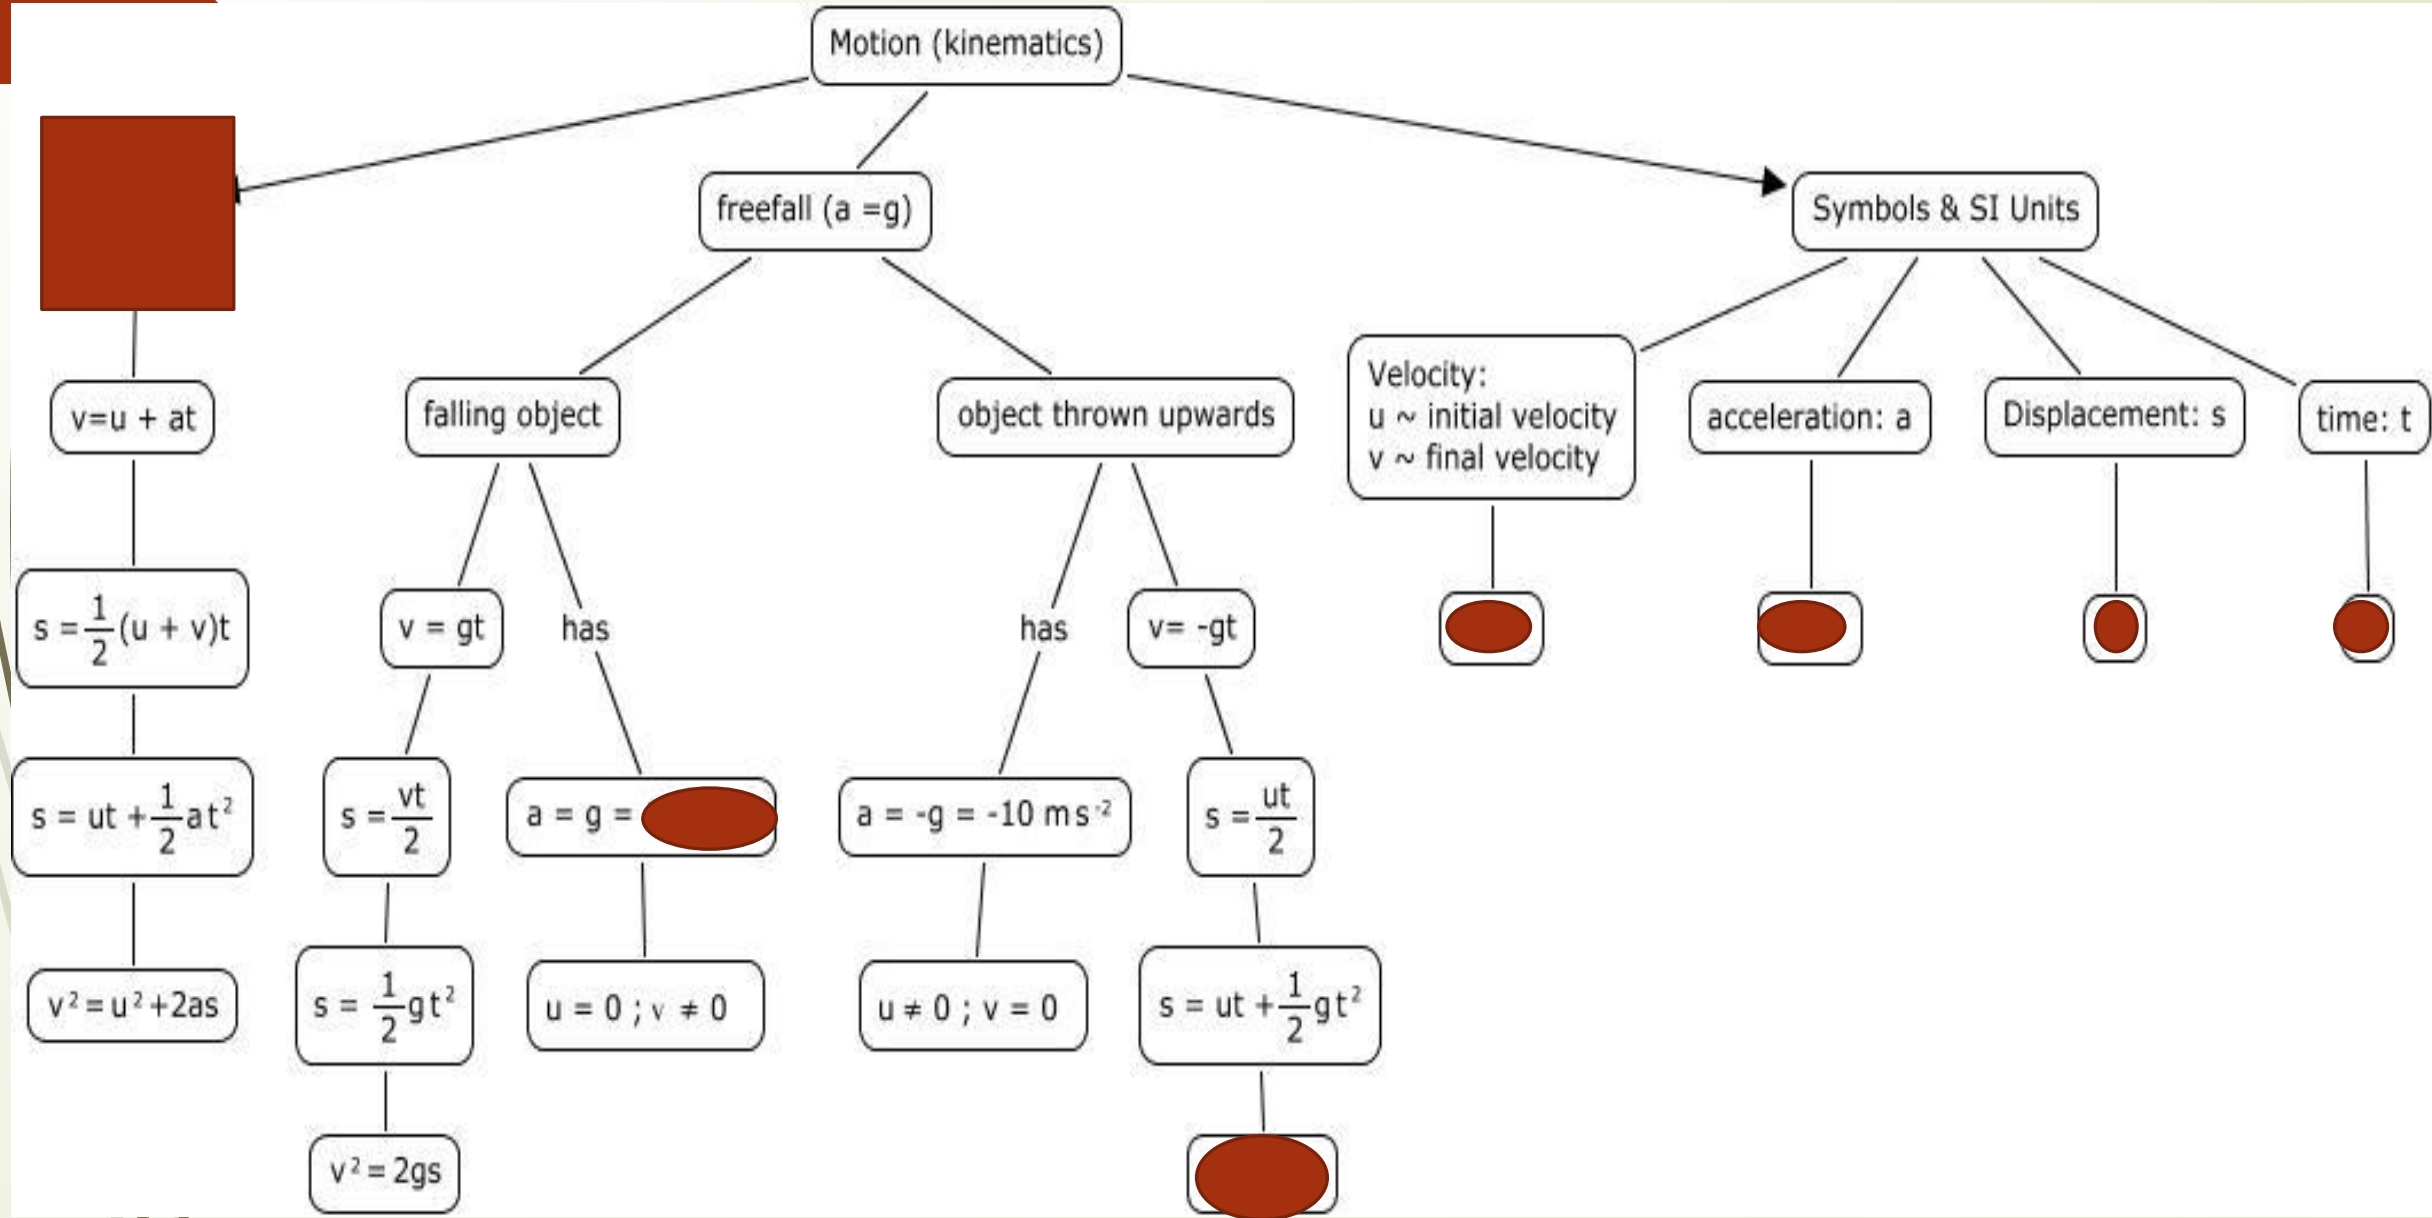 Motion (kinematics)
freefall (a =g)
Symbols & SI Units
v=u + at
falling object
object thrown upwards
Velocity:
u ~ initial velocity
v ~ final velocity
acceleration: a
Displacement: s
time: t
s = 1/2 (u + v)t
v = gt
has
has
v= -gt
s = ut + 1/2 at²
s = vt/2
a = g =
a = -g = -10 ms⁻²
s = ut/2
v² = u² +2as
s = 1/2 gt²
u = 0 ; v ≠ 0
u ≠ 0 ; v = 0
s = ut + 1/2 gt²
v² = 2gs